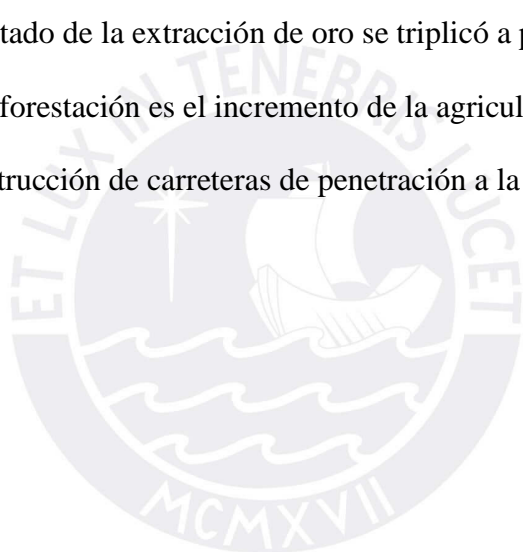 tado de la extracción de oro se triplicó a
forestación es el incremento de la agricul
trucción de carreteras de penetración a la
ET LUX IN TENEBRIS LUCET
MCMXVII